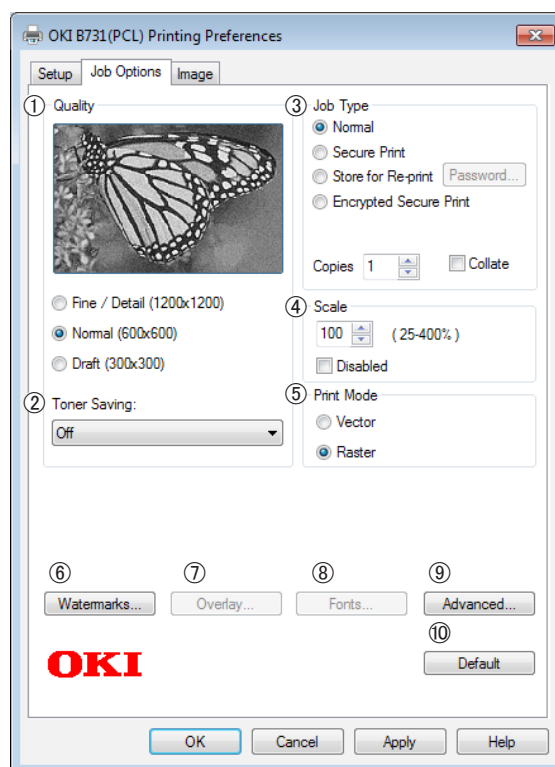 OKI B731(PCL) Printing Preferences
Setup
Job Options
Image
① Quality
Fine / Detail (1200x1200)
Normal (600x600)
Draft (300x300)
② Toner Saving:
Off
③ Job Type
Normal
Secure Print
Store for Re-print Password...
Encrypted Secure Print
Copies 1 Collate
④ Scale
100 ( 25-400% )
Disabled
⑤ Print Mode
Vector
Raster
⑥ ⑦ ⑧ ⑨
Watermarks... Overlay... Fonts... Advanced...
⑩
OKI Default
OK Cancel Apply Help